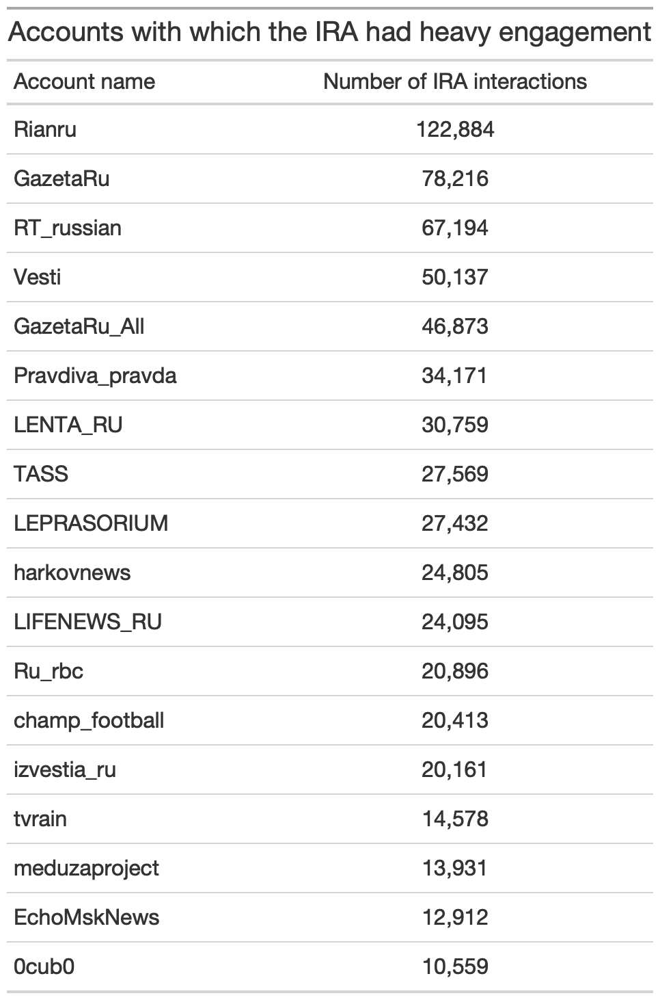 Accounts with which the IRA had heavy engagement
Account name Number of IRA interactions
Rianru 122,884
GazetaRu 78,216
RT_russian 67,194
Vesti 50,137
GazetaRu_All 46,873
Pravdiva_pravda 34,171
LENTA_RU 30,759
TASS 27,569
LEPRASORIUM 27,432
harkovnews 24,805
LIFENEWS_RU 24,095
Ru_rbc 20,896
champ_football 20,413
izvestia_ru 20,161
tvrain 14,578
meduzaproject 13,931
EchoMskNews 12,912
0cub0 10,559